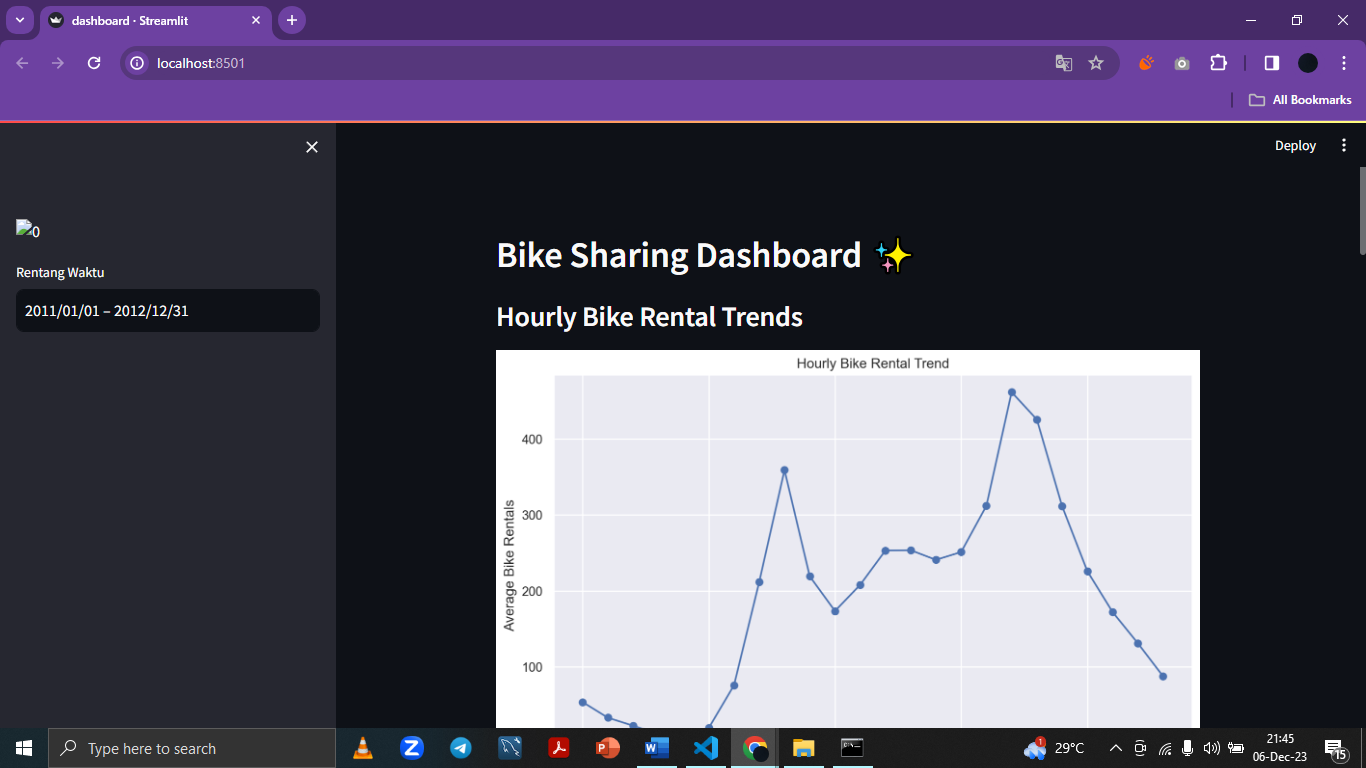 dashboard · Streamlit
localhost:8501
All Bookmarks
Deploy
0
Rentang Waktu
2011/01/01 – 2012/12/31
Bike Sharing Dashboard ✨
Hourly Bike Rental Trends
Hourly Bike Rental Trend
Average Bike Rentals
400
300
200
100
Type here to search
1
29°C
21:45
06-Dec-23
15